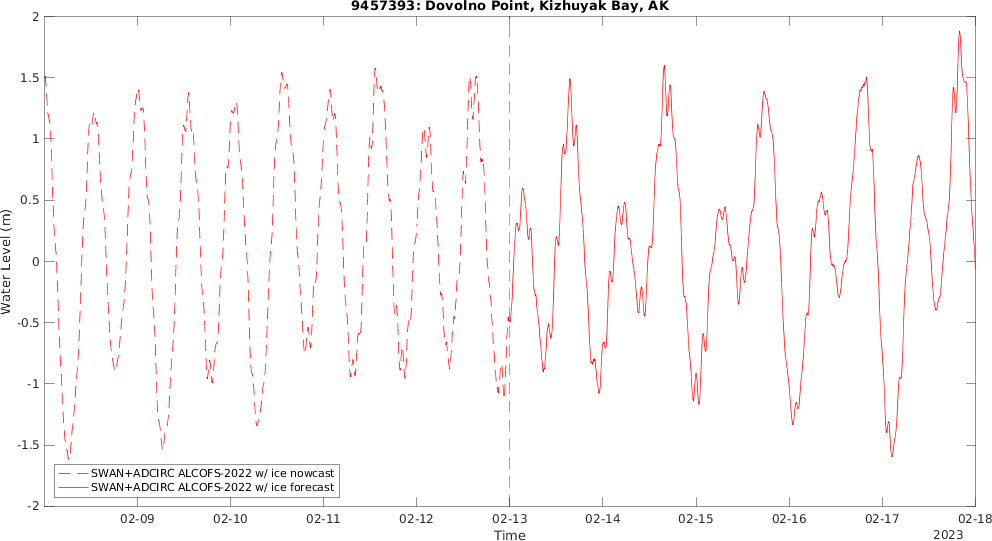 9457393: Dovolno Point, Kizhuyak Bay, AK
2
1.5
1
0.5
0
-0.5
-1
-1.5
-2
Water Level (m)
SWAN+ADCIRC ALCOFS-2022 w/ ice nowcast
SWAN+ADCIRC ALCOFS-2022 w/ ice forecast
02-09 02-10 02-11 02-12 02-13 02-14 02-15 02-16 02-17 02-18
Time
2023